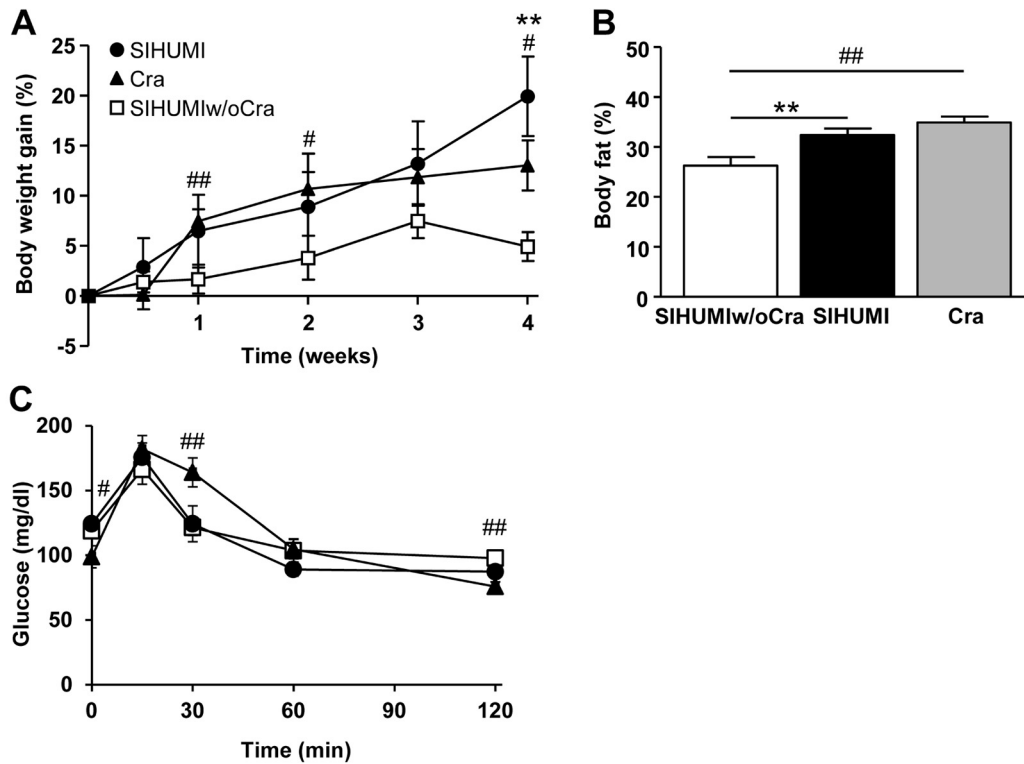 A
**
#
25
20
15
10
5
0
-5
Body weight gain (%)
SIHUMI
Cra
SIHUMIw/oCra
##
#
1 2 3 4
Time (weeks)
B
50
40
30
20
10
0
Body fat (%)
##
**
SIHUMIw/oCra SIHUMI Cra
C
200
150
100
50
0
Glucose (mg/dl)
#
##
##
0 30 60 90 120
Time (min)